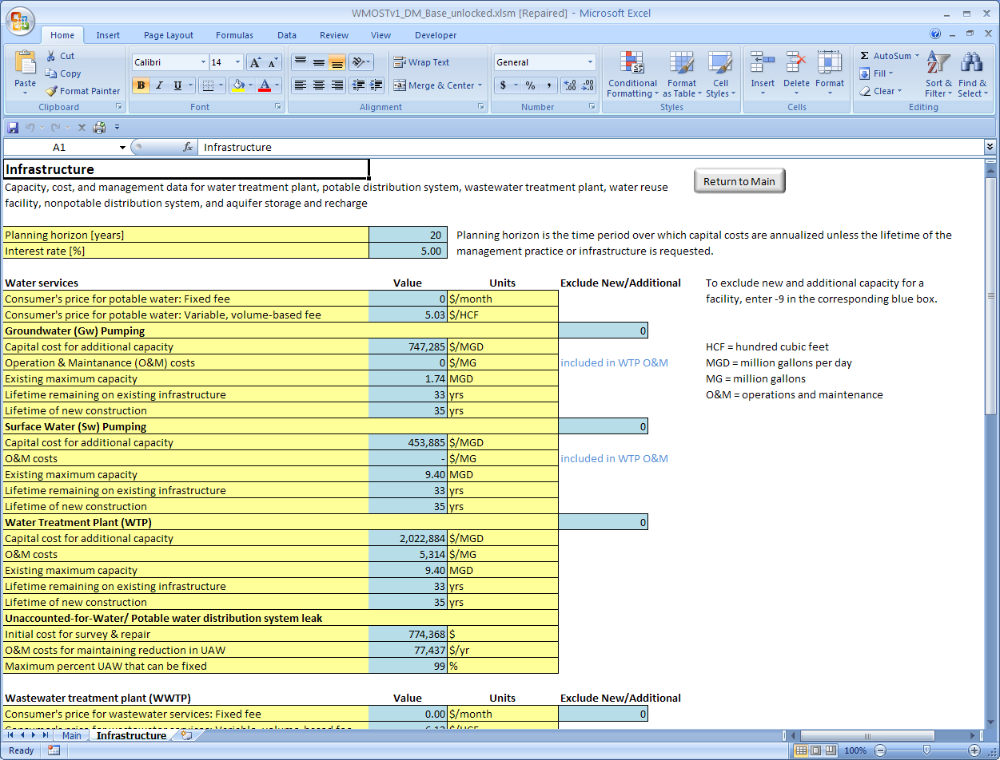 WMOSTv1_DM_Base_unlocked.xlsm [Repaired] - Microsoft Excel
Home Insert Page Layout Formulas Data Review View Developer
Paste
Cut
Copy
Format Painter
Clipboard
Calibri 14
B I U
Font
Wrap Text
Merge & Center
Alignment
General
$ % ,
Number
Conditional Formatting
Format as Table
Cell Styles
Styles
Insert Delete Format
Cells
Σ AutoSum
Fill
Clear
Sort & Filter
Find & Select
Editing
A1 fx Infrastructure
Infrastructure
Capacity, cost, and management data for water treatment plant, potable distribution system, wastewater treatment plant, water reuse
facility, nonpotable distribution system, and aquifer storage and recharge
Return to Main
Planning horizon [years] 20 Planning horizon is the time period over which capital costs are annualized unless the lifetime of the
Interest rate [%] 5.00 management practice or infrastructure is requested.
Water services Value Units Exclude New/Additional To exclude new and additional capacity for a
Consumer's price for potable water: Fixed fee 0 $/month facility, enter -9 in the corresponding blue box.
Consumer's price for potable water: Variable, volume-based fee 5.03 $/HCF
Groundwater (Gw) Pumping 0
Capital cost for additional capacity 747,285 $/MGD HCF = hundred cubic feet
Operation & Maintanance (O&M) costs 0 $/MG included in WTP O&M MGD = million gallons per day
Existing maximum capacity 1.74 MGD MG = million gallons
Lifetime remaining on existing infrastructure 33 yrs O&M = operations and maintenance
Lifetime of new construction 35 yrs
Surface Water (Sw) Pumping 0
Capital cost for additional capacity 453,885 $/MGD
O&M costs - $/MG included in WTP O&M
Existing maximum capacity 9.40 MGD
Lifetime remaining on existing infrastructure 33 yrs
Lifetime of new construction 35 yrs
Water Treatment Plant (WTP) 0
Capital cost for additional capacity 2,022,884 $/MGD
O&M costs 5,314 $/MG
Existing maximum capacity 9.40 MGD
Lifetime remaining on existing infrastructure 33 yrs
Lifetime of new construction 35 yrs
Unaccounted-for-Water/ Potable water distribution system leak
Initial cost for survey & repair 774,368 $
O&M costs for maintaining reduction in UAW 77,437 $/yr
Maximum percent UAW that can be fixed 99 %
Wastewater treatment plant (WWTP) Value Units Exclude New/Additional
Consumer's price for wastewater services: Fixed fee 0.00 $/month 0
Consumer's price for wastewater services: Variable, volume-based fee 6.12 $/HCF
Main Infrastructure
Ready 100%